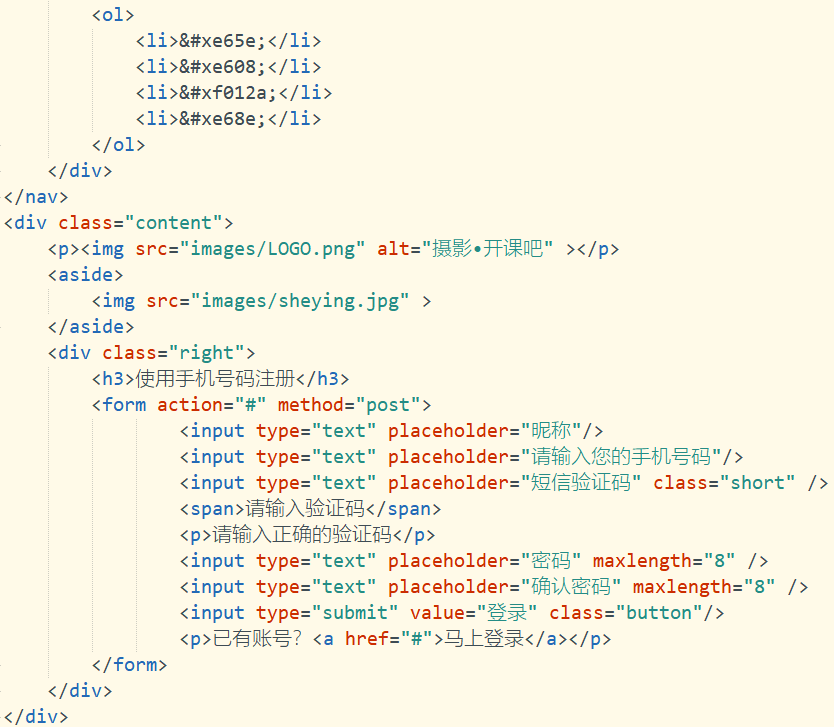 <ol>
<li>&#xe65e;</li>
<li>&#xe608;</li>
<li>&#xf012a;</li>
<li>&#xe68e;</li>
</ol>
</div>
</nav>
<div class="content">
<p><img src="images/LOGO.png" alt="摄影•开课吧" ></p>
<aside>
<img src="images/sheying.jpg" >
</aside>
<div class="right">
<h3>使用手机号码注册</h3>
<form action="#" method="post">
<input type="text" placeholder="昵称"/>
<input type="text" placeholder="请输入您的手机号码"/>
<input type="text" placeholder="短信验证码" class="short" />
<span>请输入验证码</span>
<p>请输入正确的验证码</p>
<input type="text" placeholder="密码" maxlength="8" />
<input type="text" placeholder="确认密码" maxlength="8" />
<input type="submit" value="登录" class="button"/>
<p>已有账号? <a href="#">马上登录</a></p>
</form>
</div>
</div>